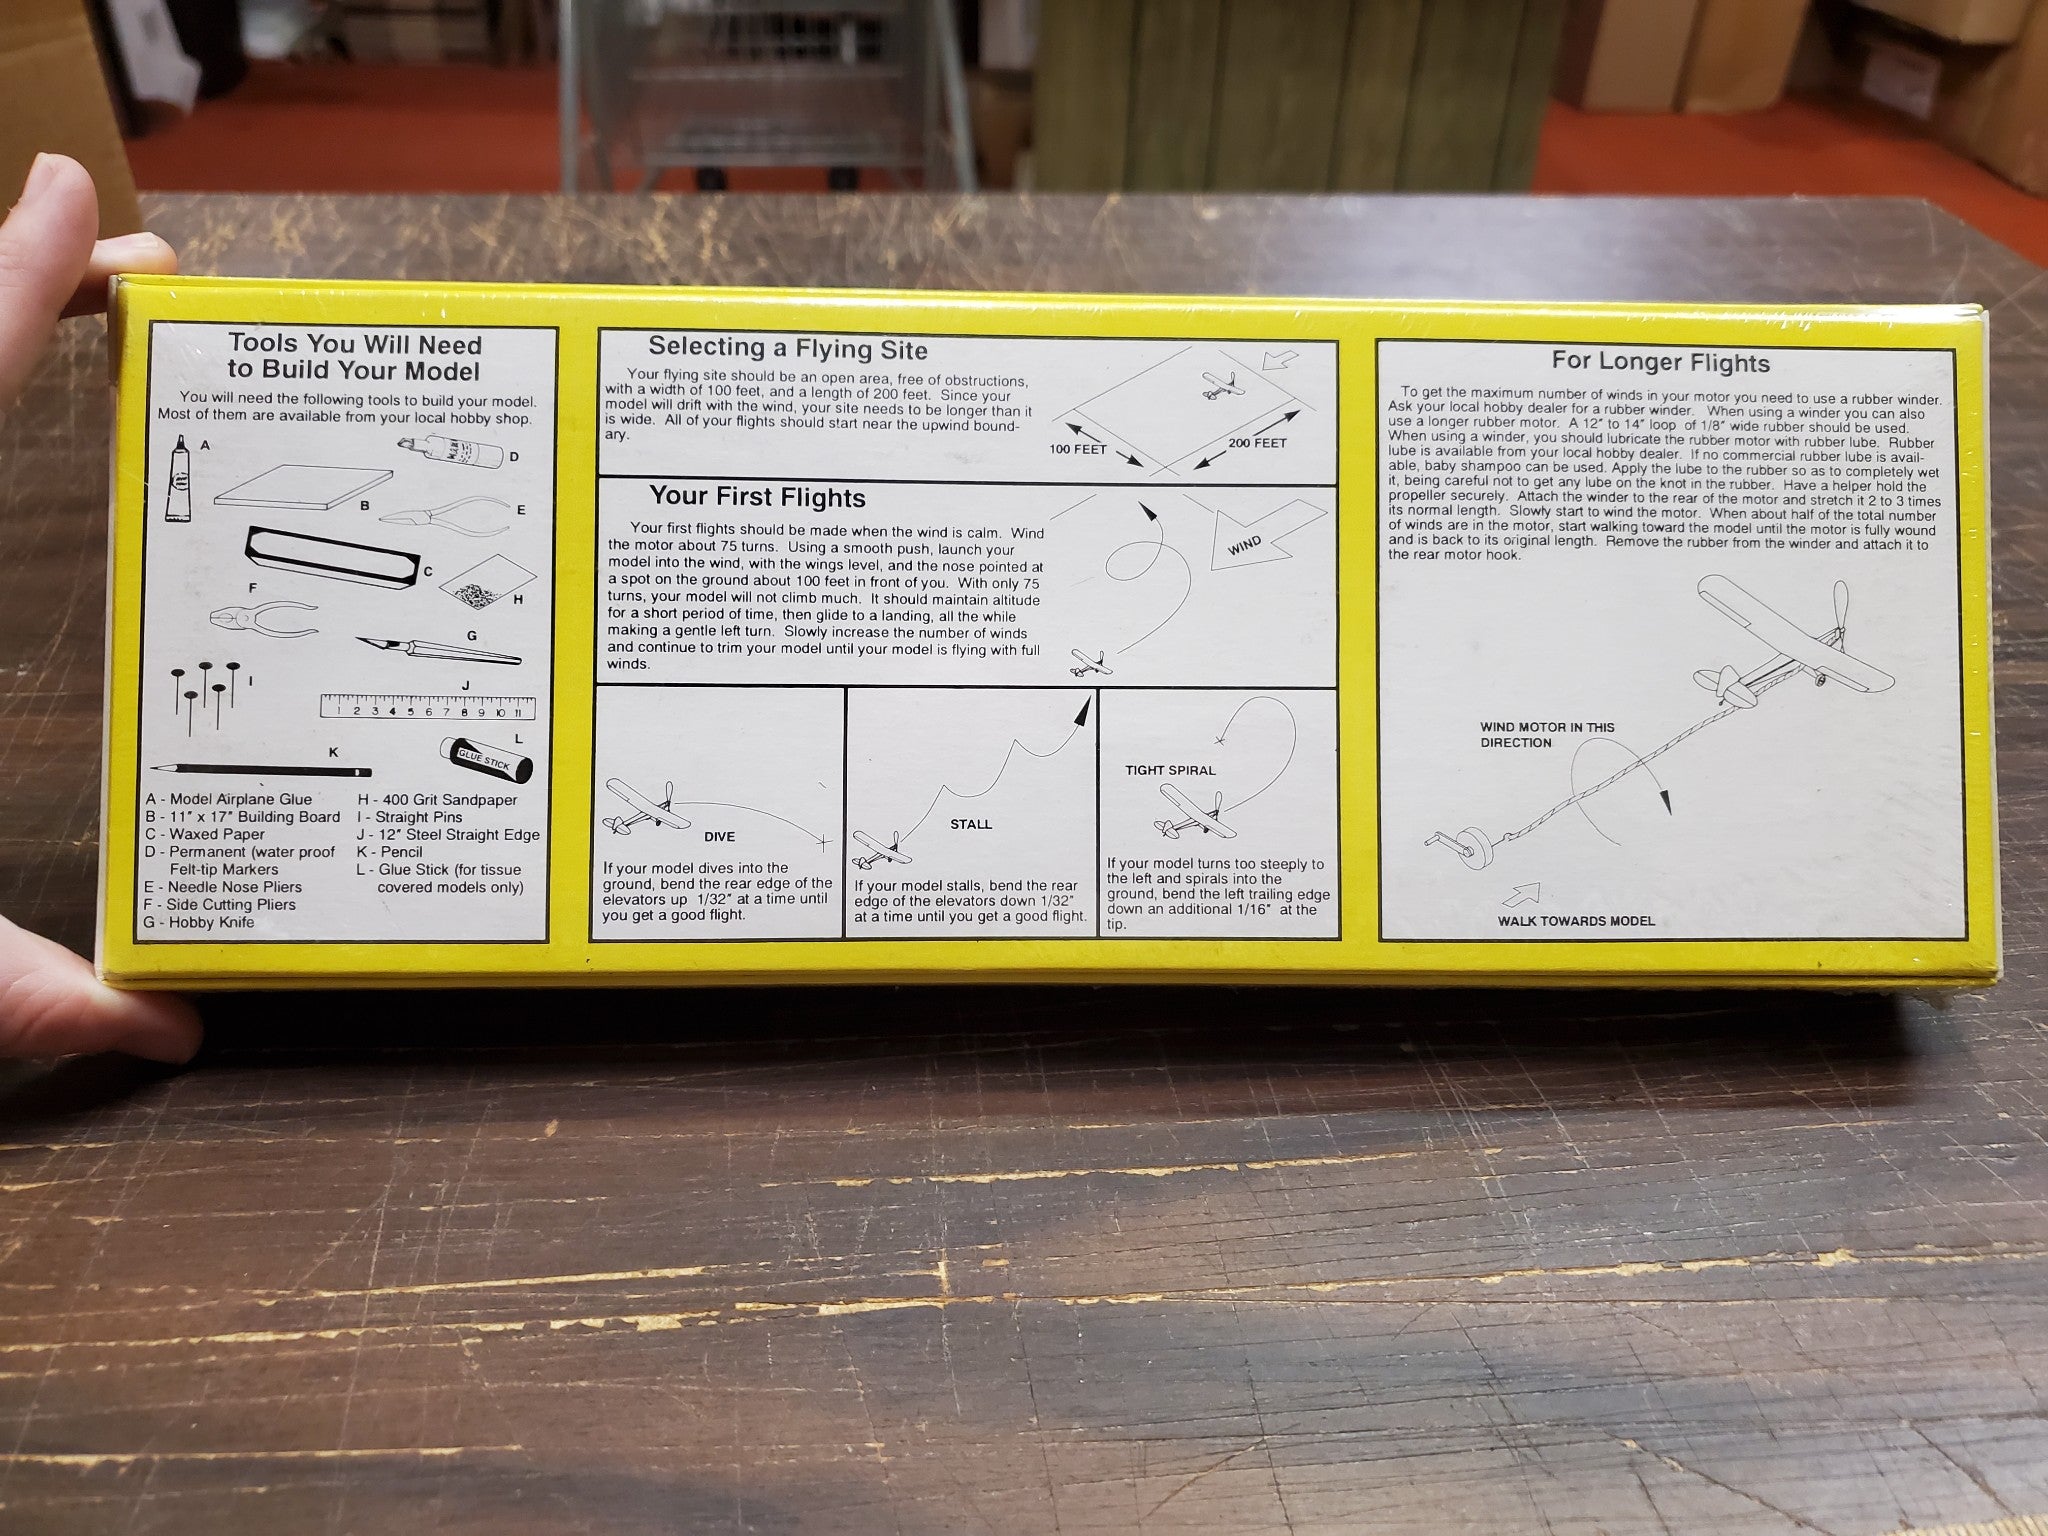 Tools You Will Need
to Build Your Model
You will need the following tools to build your model.
Most of them are available from your local hobby shop.
A
D
B
E
C
F
H
G
I
J
1 2 3 4 5 6 7 8 9 10 11
K
L
GLUE STICK
A - Model Airplane Glue
B - 11" x 17" Building Board
C - Waxed Paper
D - Permanent (water proof
Felt-tip Markers
E - Needle Nose Pliers
F - Side Cutting Pliers
G - Hobby Knife
H - 400 Grit Sandpaper
I - Straight Pins
J - 12" Steel Straight Edge
K - Pencil
L - Glue Stick (for tissue
covered models only)
Selecting a Flying Site
Your flying site should be an open area, free of obstructions,
with a width of 100 feet, and a length of 200 feet. Since your
model will drift with the wind, your site needs to be longer than it
is wide. All of your flights should start near the upwind bound-
ary.
100 FEET
200 FEET
Your First Flights
Your first flights should be made when the wind is calm. Wind
the motor about 75 turns. Using a smooth push, launch your
model into the wind, with the wings level, and the nose pointed at
a spot on the ground about 100 feet in front of you. With only 75
turns, your model will not climb much. It should maintain altitude
for a short period of time, then glide to a landing, all the while
making a gentle left turn. Slowly increase the number of winds
and continue to trim your model until your model is flying with full
winds.
WIND
DIVE
If your model dives into the
ground, bend the rear edge of the
elevators up 1/32" at a time until
you get a good flight.
STALL
If your model stalls, bend the rear
edge of the elevators down 1/32"
at a time until you get a good flight.
TIGHT SPIRAL
If your model turns too steeply to
the left and spirals into the
ground, bend the left trailing edge
down an additional 1/16" at the
tip.
For Longer Flights
To get the maximum number of winds in your motor you need to use a rubber winder.
Ask your local hobby dealer for a rubber winder. When using a winder you can also
use a longer rubber motor. A 12" to 14" loop of 1/8" wide rubber should be used.
When using a winder, you should lubricate the rubber motor with rubber lube. Rubber
lube is available from your local hobby dealer. If no commercial rubber lube is avail-
able, baby shampoo can be used. Apply the lube to the rubber so as to completely wet
it, being careful not to get any lube on the knot in the rubber. Have a helper hold the
propeller securely. Attach the winder to the rear of the motor and stretch it 2 to 3 times
its normal length. Slowly start to wind the motor. When about half of the total number
of winds are in the motor, start walking toward the model until the motor is fully wound
and is back to its original length. Remove the rubber from the winder and attach it to
the rear motor hook.
WIND MOTOR IN THIS
DIRECTION
WALK TOWARDS MODEL